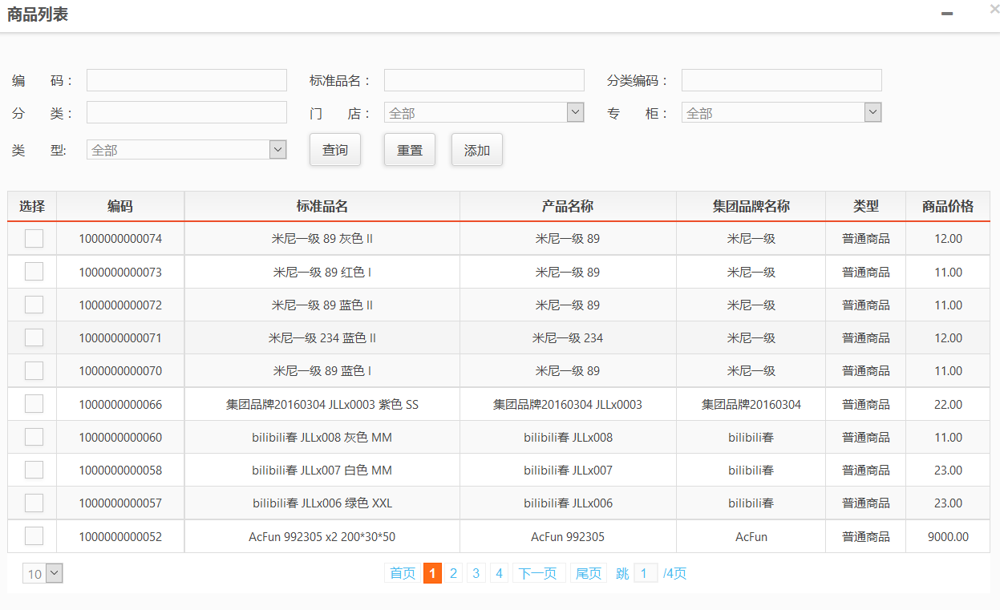 商品列表
编 码： 标准品名： 分类编码：
分 类： 门 店： 全部 专 柜： 全部
类 型: 全部 查询 重置 添加
选择 编码 标准品名 产品名称 集团品牌名称 类型 商品价格
1000000000074 米尼一级 89 灰色 II 米尼一级 89 米尼一级 普通商品 12.00
1000000000073 米尼一级 89 红色 I 米尼一级 89 米尼一级 普通商品 11.00
1000000000072 米尼一级 89 蓝色 II 米尼一级 89 米尼一级 普通商品 11.00
1000000000071 米尼一级 234 蓝色 II 米尼一级 234 米尼一级 普通商品 12.00
1000000000070 米尼一级 89 蓝色 I 米尼一级 89 米尼一级 普通商品 11.00
1000000000066 集团品牌20160304 JLLx0003 紫色 SS 集团品牌20160304 JLLx0003 集团品牌20160304 普通商品 22.00
1000000000060 bilibili春 JLLx008 灰色 MM bilibili春 JLLx008 bilibili春 普通商品 11.00
1000000000058 bilibili春 JLLx007 白色 MM bilibili春 JLLx007 bilibili春 普通商品 23.00
1000000000057 bilibili春 JLLx006 绿色 XXL bilibili春 JLLx006 bilibili春 普通商品 23.00
1000000000052 AcFun 992305 x2 200*30*50 AcFun 992305 AcFun 普通商品 9000.00
10 首页 1 2 3 4 下一页 尾页 跳 1 /4页